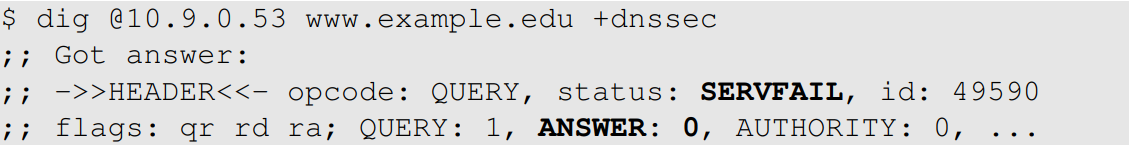 $ dig @10.9.0.53 www.example.edu +dnssec
;; Got answer:
;; ->>HEADER<<- opcode: QUERY, status: SERVFAIL, id: 49590
;; flags: qr rd ra; QUERY: 1, ANSWER: 0, AUTHORITY: 0, ...